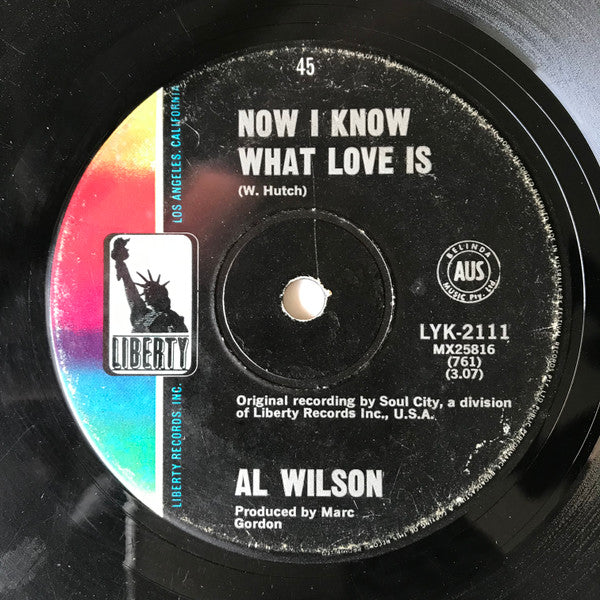 45
NOW I KNOW
WHAT LOVE IS
(W. Hutch)
LOS ANGELES, CALIFORNIA
LIBERTY
LIBERTY RECORDS, INC.
BELINDA
AUS
MUSIC Pty. Ltd
LYK-2111
MX25816
(761)
(3.07)
Original recording by Soul City, a division
of Liberty Records Inc., U.S.A.
AL WILSON
Produced by Marc
Gordon